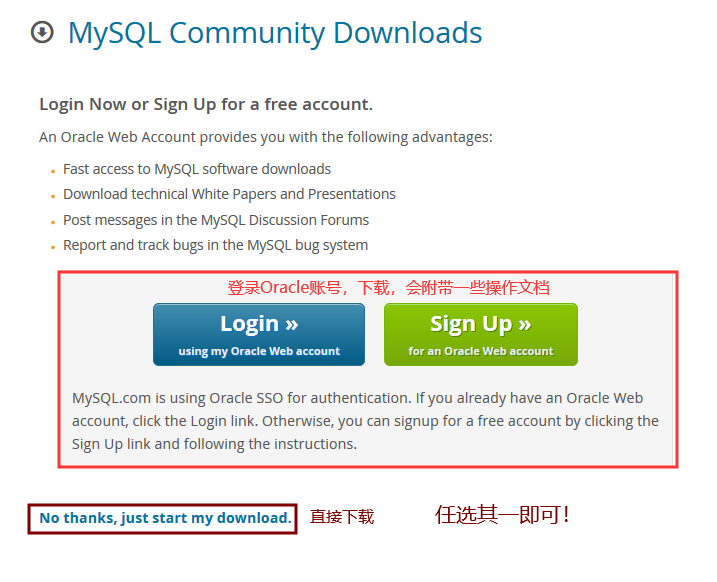 MySQL Community Downloads
Login Now or Sign Up for a free account.
An Oracle Web Account provides you with the following advantages:
Fast access to MySQL software downloads
Download technical White Papers and Presentations
Post messages in the MySQL Discussion Forums
Report and track bugs in the MySQL bug system
登录Oracle账号，下载，会附带一些操作文档
Login »
using my Oracle Web account
Sign Up »
for an Oracle Web account
MySQL.com is using Oracle SSO for authentication. If you already have an Oracle Web
account, click the Login link. Otherwise, you can signup for a free account by clicking the
Sign Up link and following the instructions.
No thanks, just start my download.
直接下载
任选其一即可！